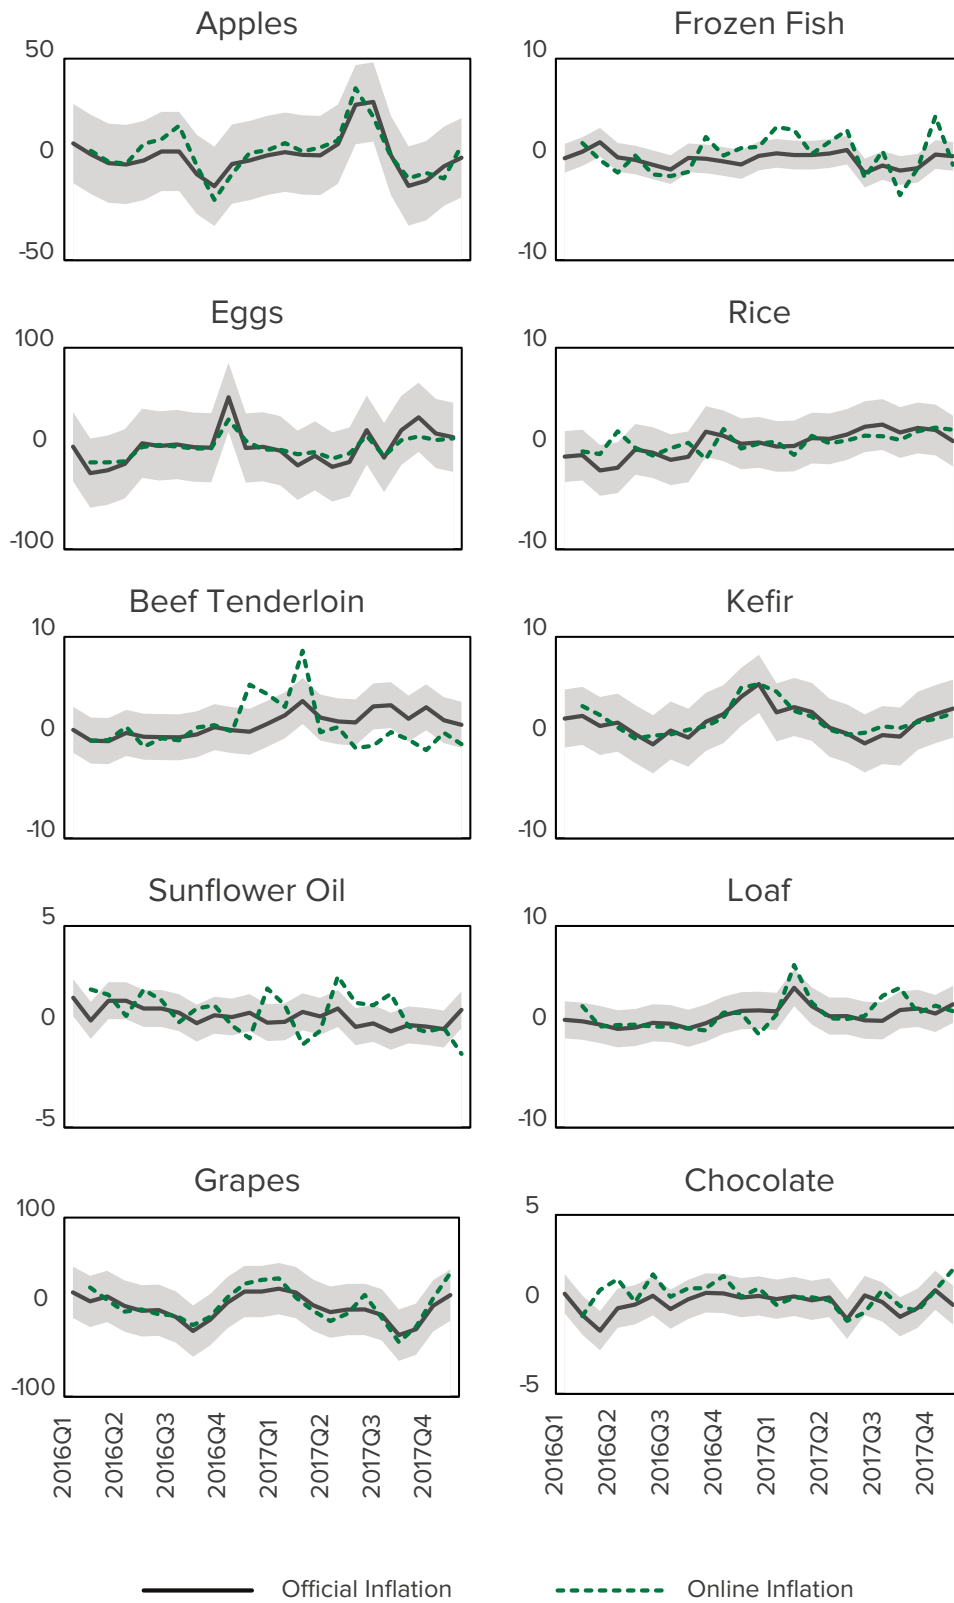 Apples
50
0
-50
Frozen Fish
10
0
-10
Eggs
100
0
-100
Rice
10
0
-10
Beef Tenderloin
10
0
-10
Kefir
10
0
-10
Sunflower Oil
5
0
-5
Loaf
10
0
-10
Grapes
100
0
-100
2016Q1
2016Q2
2016Q3
2016Q4
2017Q1
2017Q2
2017Q3
2017Q4
Chocolate
5
0
-5
2016Q1
2016Q2
2016Q3
2016Q4
2017Q1
2017Q2
2017Q3
2017Q4
Official Inflation
Online Inflation